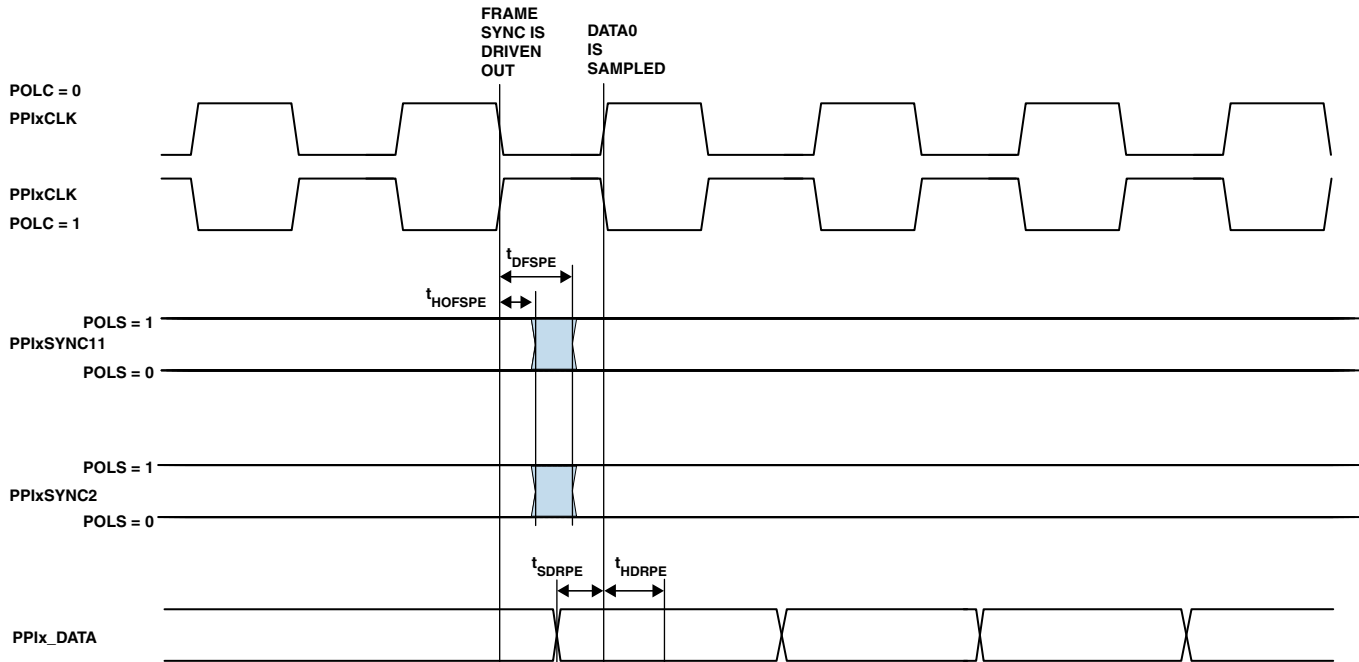 FRAME
SYNC IS
DRIVEN
OUT
DATA0
IS
SAMPLED
POLC = 0
PPIxCLK
PPIxCLK
POLC = 1
tDFSPE
tHOFSPE
POLS = 1
PPIxSYNC11
POLS = 0
POLS = 1
PPIxSYNC2
POLS = 0
tSDRPE
tHDRPE
PPIx_DATA